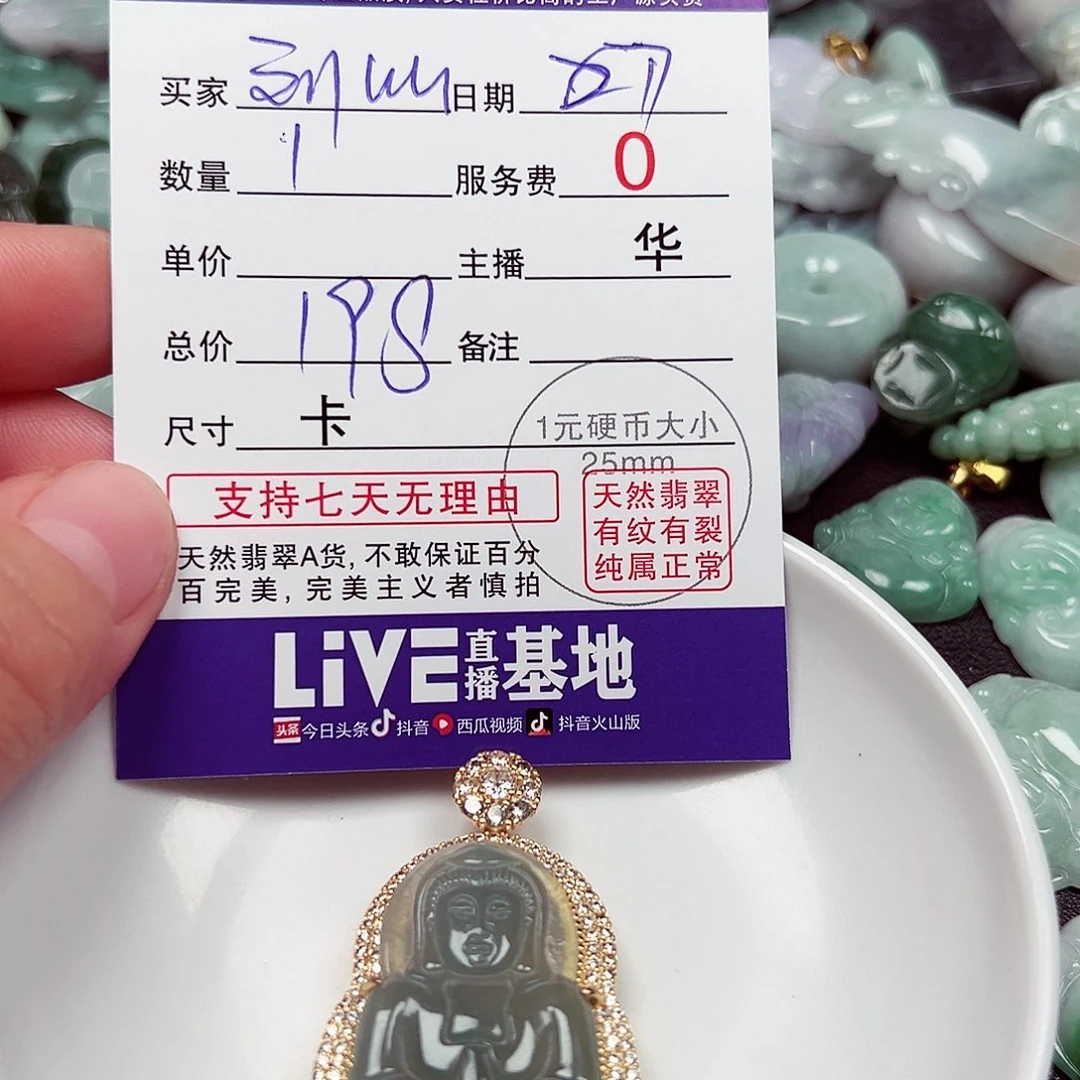 买家 日期
数量 1 服务费 0
单价 主播 华
总价 198 备注
尺寸 卡 1元硬币大小
25mm
支持七天无理由
天然翡翠
有纹有裂
纯属正常
天然翡翠A货,不敢保证百分
百完美,完美主义者慎拍
LiVE直播基地
头条 今日头条 抖音 西瓜视频 抖音火山版